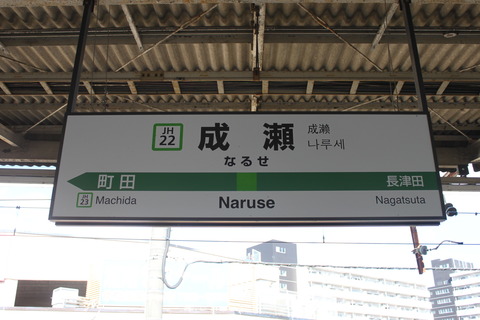 JH
22
成瀬
成濑
나루세
なるせ
町田
長津田
JH
23
Machida
Naruse
Nagatsuta